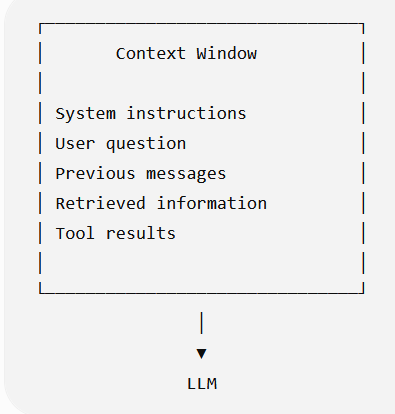 Context Window
System instructions
User question
Previous messages
Retrieved information
Tool results
LLM